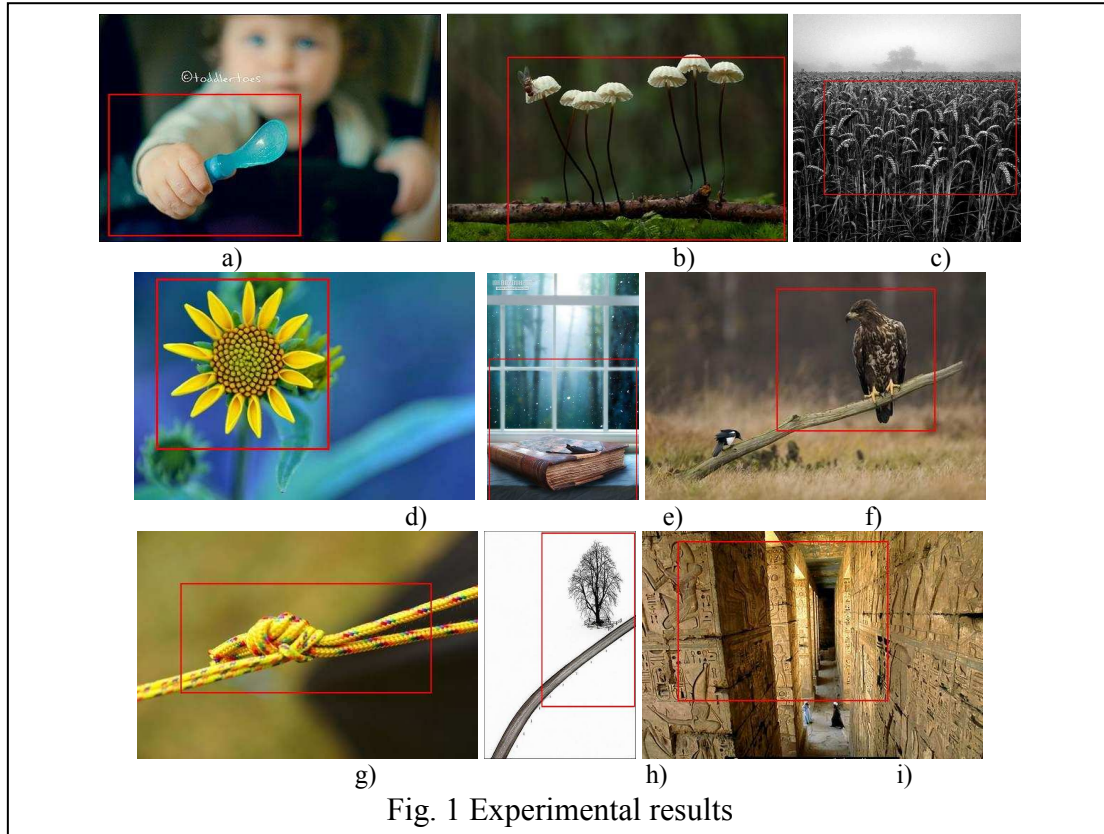 ©toddlertoes
a)
b)
c)
d)
e)
f)
g)
h)
i)
Fig. 1 Experimental results